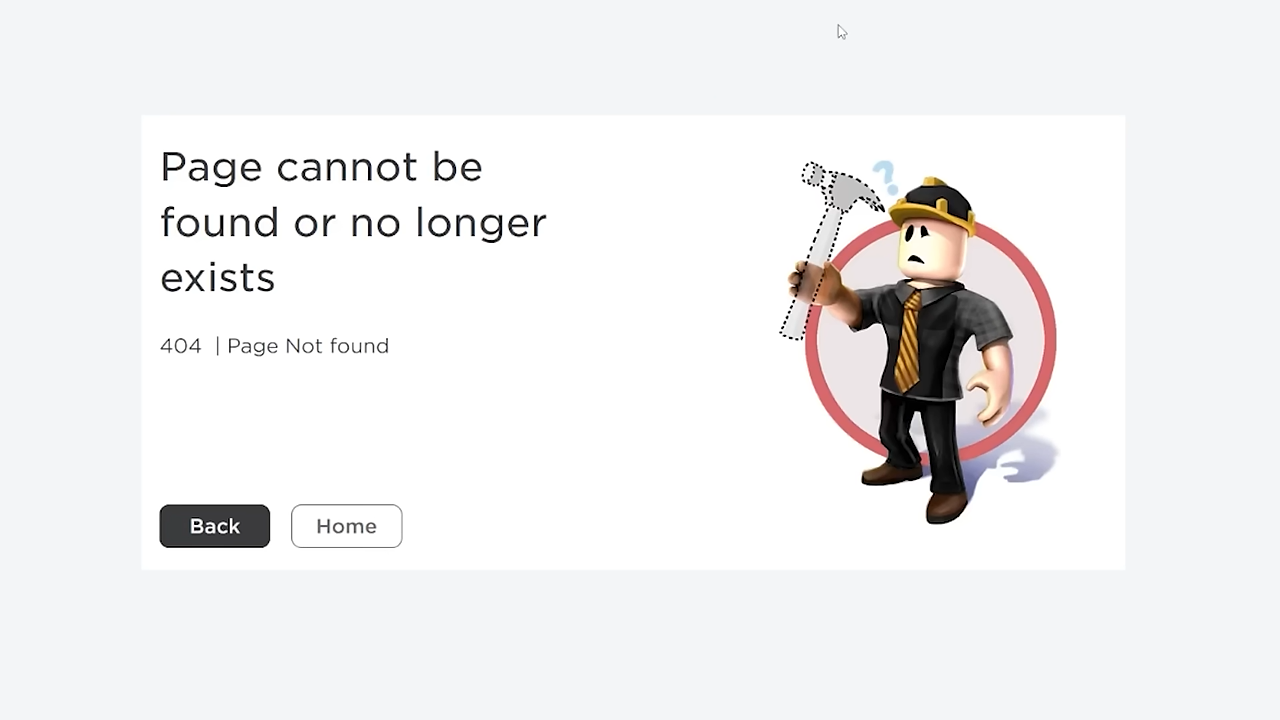 Page cannot be
found or no longer
exists
404 | Page Not found
Back
Home
?